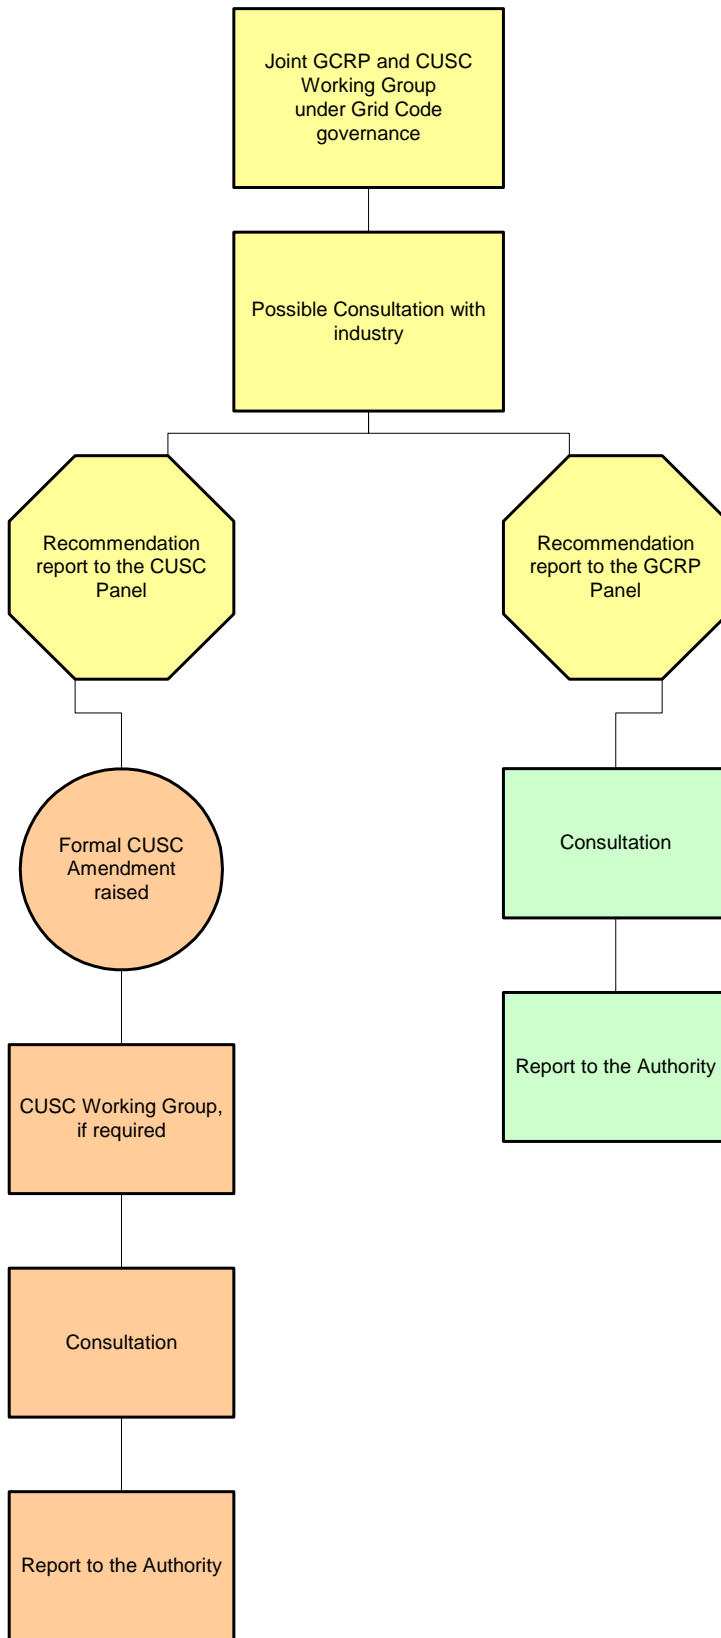 Joint GCRP and CUSC
Working Group
under Grid Code
governance
Possible Consultation with
industry
Recommendation
report to the CUSC
Panel
Recommendation
report to the GCRP
Panel
Formal CUSC
Amendment
raised
Consultation
Report to the Authority
CUSC Working Group,
if required
Consultation
Report to the Authority